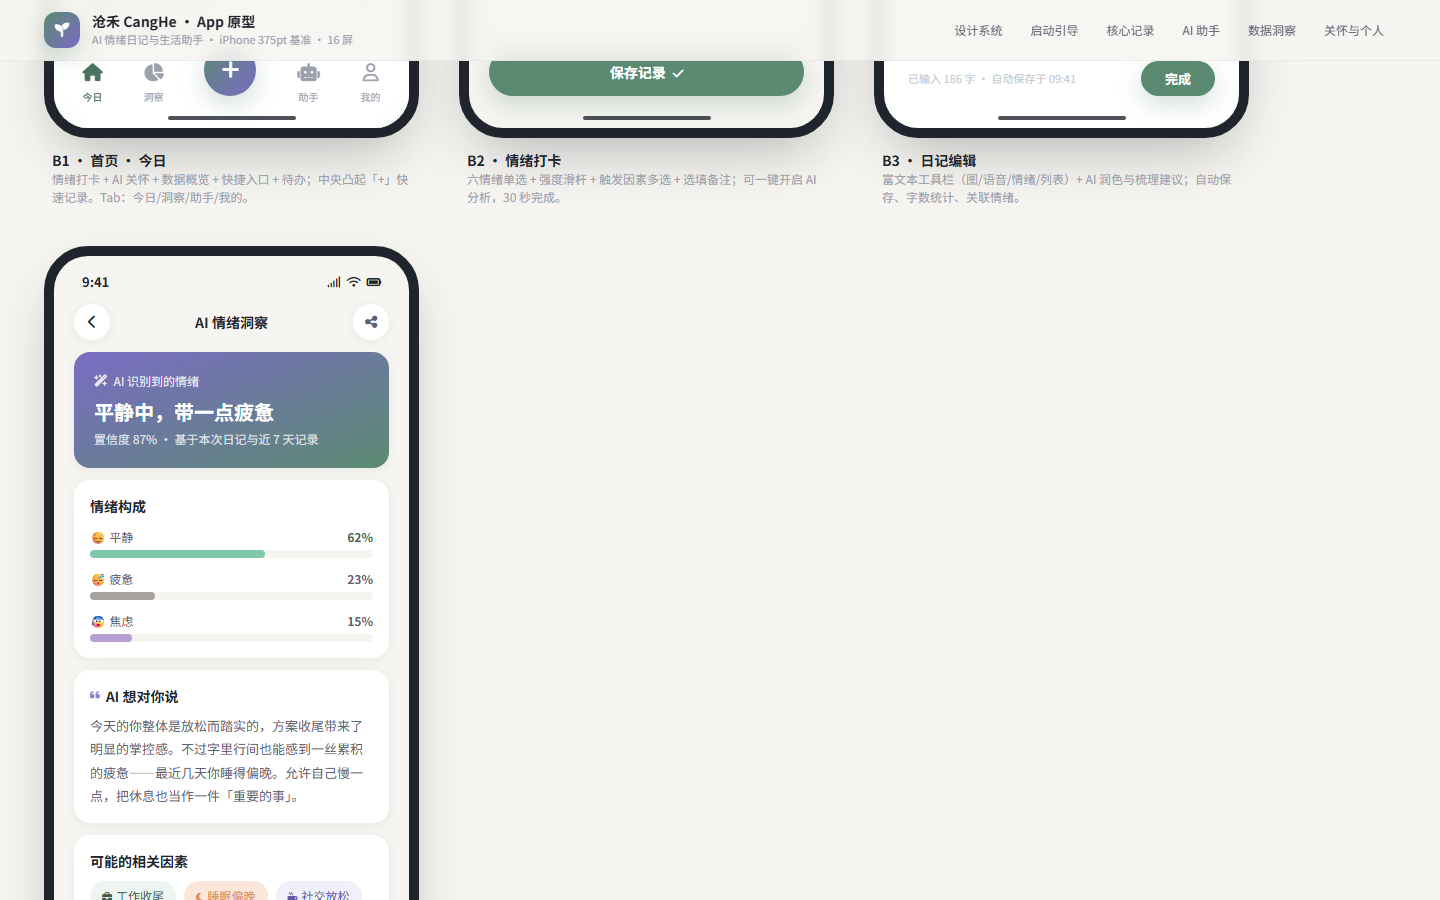 沧禾 CangHe · App 原型
AI 情绪日记与生活助手 · iPhone 375pt 基准 · 16 屏
设计系统
启动引导
核心记录
AI 助手
数据洞察
关怀与个人
今日
洞察
助手
我的
保存记录
已输入 186 字 · 自动保存于 09:41
完成
B1 · 首页 · 今日
情绪打卡 + AI 关怀 + 数据概览 + 快捷入口 + 待办；中央凸起「+」快
速记录。Tab：今日/洞察/助手/我的。
B2 · 情绪打卡
六情绪单选 + 强度滑杆 + 触发因素多选 + 选填备注；可一键开启 AI
分析，30 秒完成。
B3 · 日记编辑
富文本工具栏（图/语音/情绪/列表）+ AI 润色与梳理建议；自动保
存、字数统计、关联情绪。
9:41
AI 情绪洞察
AI 识别到的情绪
平静中，带一点疲惫
置信度 87% · 基于本次日记与近 7 天记录
情绪构成
平静 62%
疲惫 23%
焦虑 15%
AI 想对你说
今天的你整体是放松而踏实的，方案收尾带来了
明显的掌控感。不过字里行间也能感到一丝累积
的疲惫——最近几天你睡得偏晚。允许自己慢一
点，把休息也当作一件「重要的事」。
可能的相关因素
工作收尾
睡眠偏晚
社交放松